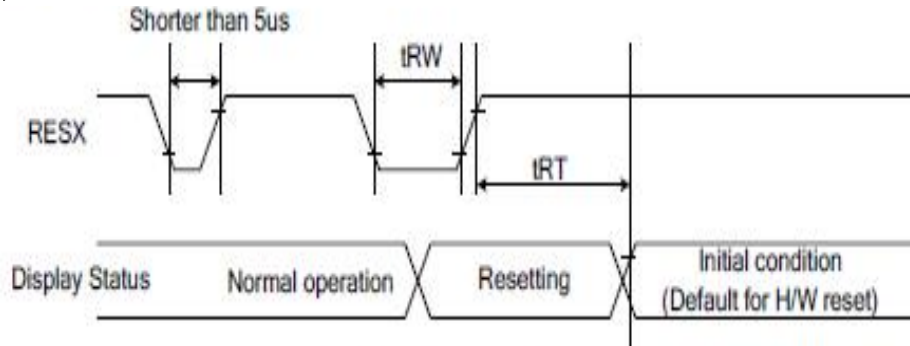 Shorter than 5us
tRW
RESX
tRT
Display Status
Normal operation
Resetting
Initial condition
(Default for H/W reset)